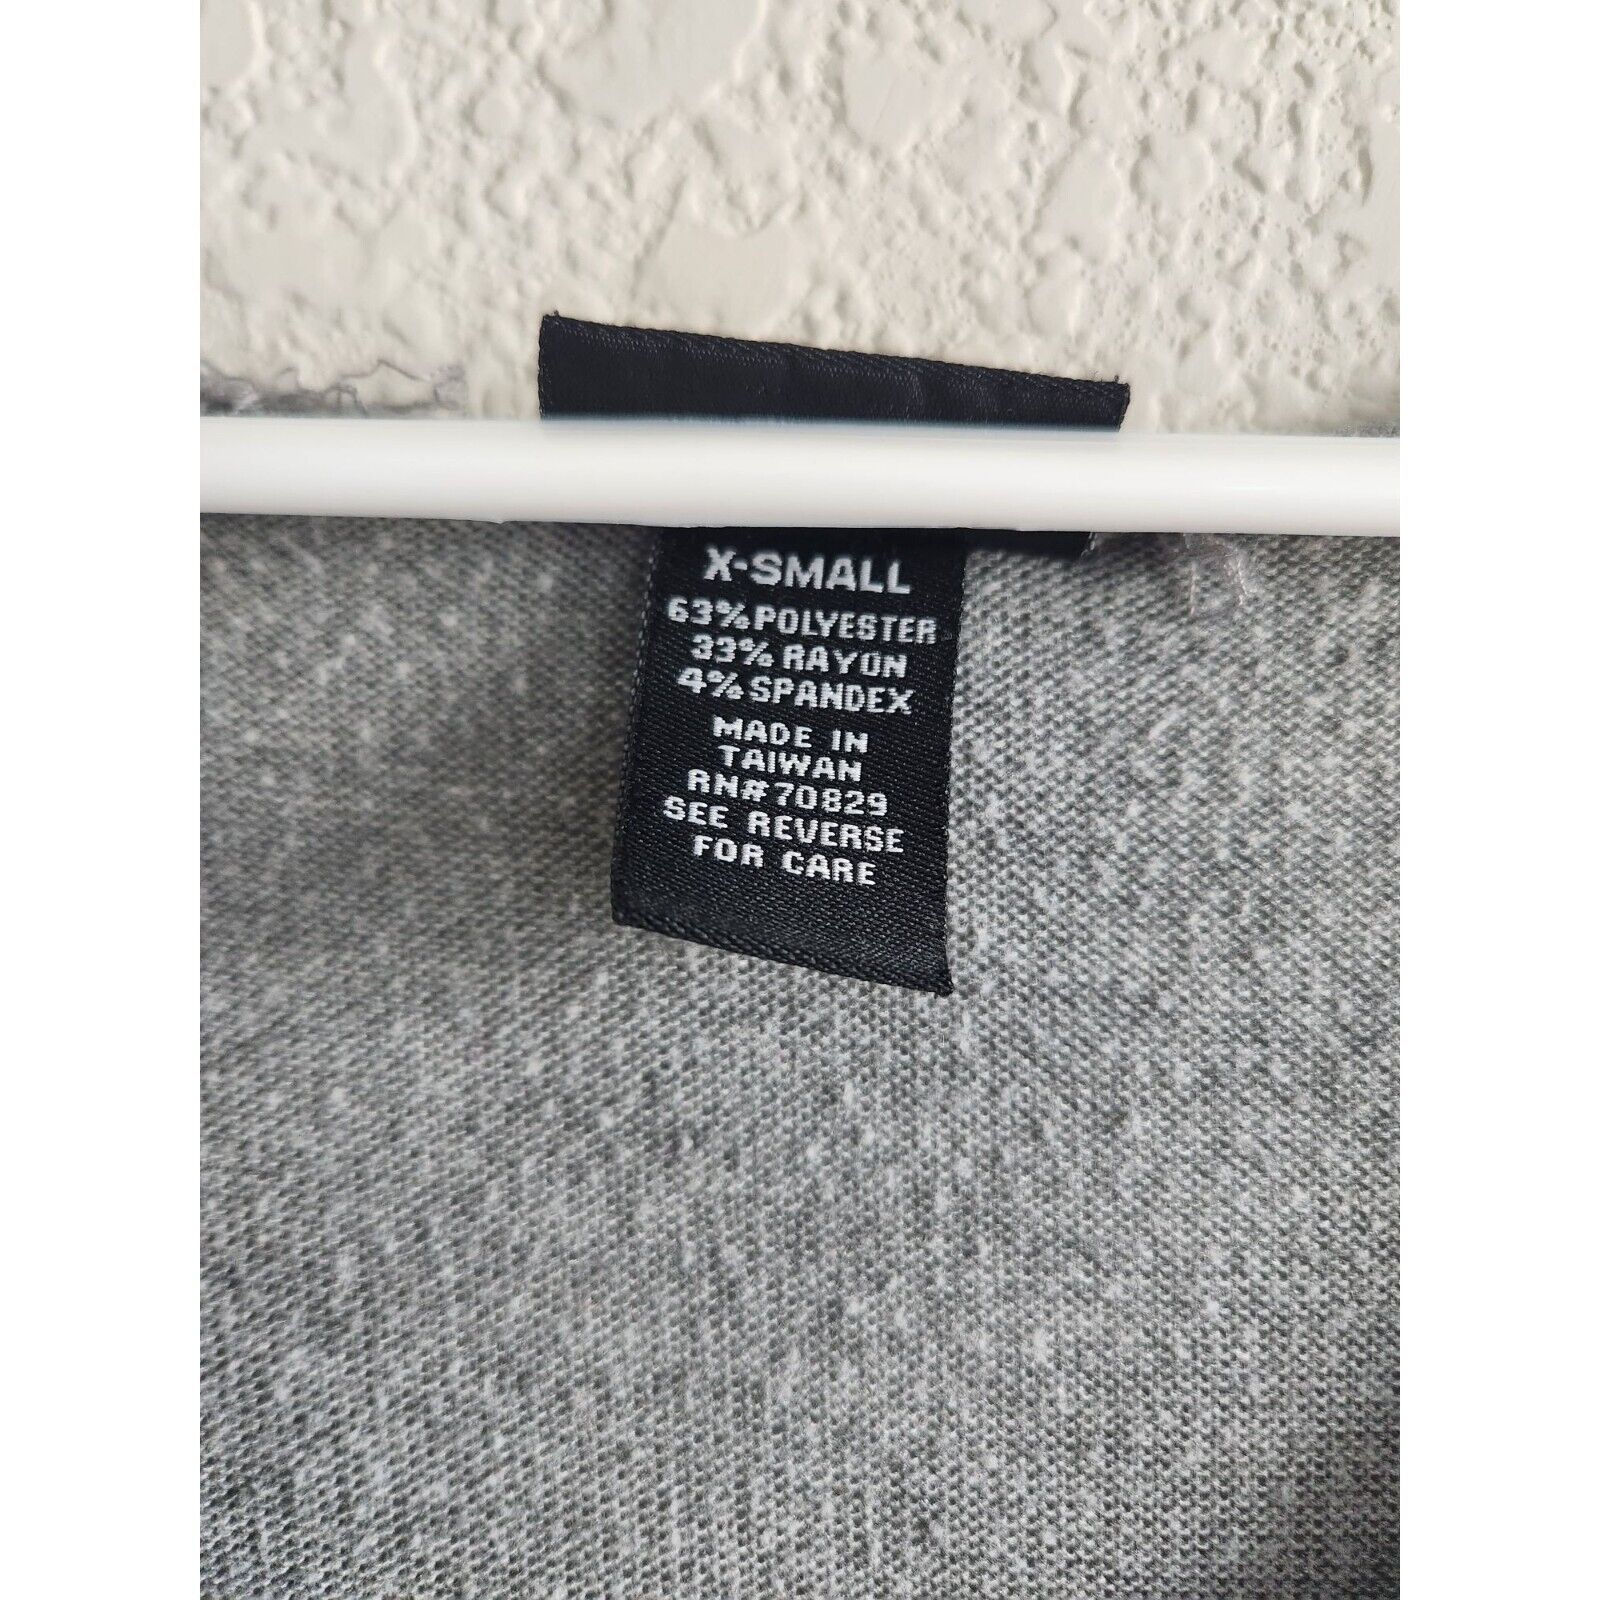 X-SMALL
63% POLYESTER
33% RAYON
4% SPANDEX
MADE IN
TAIWAN
RN# 70829
SEE REVERSE
FOR CARE